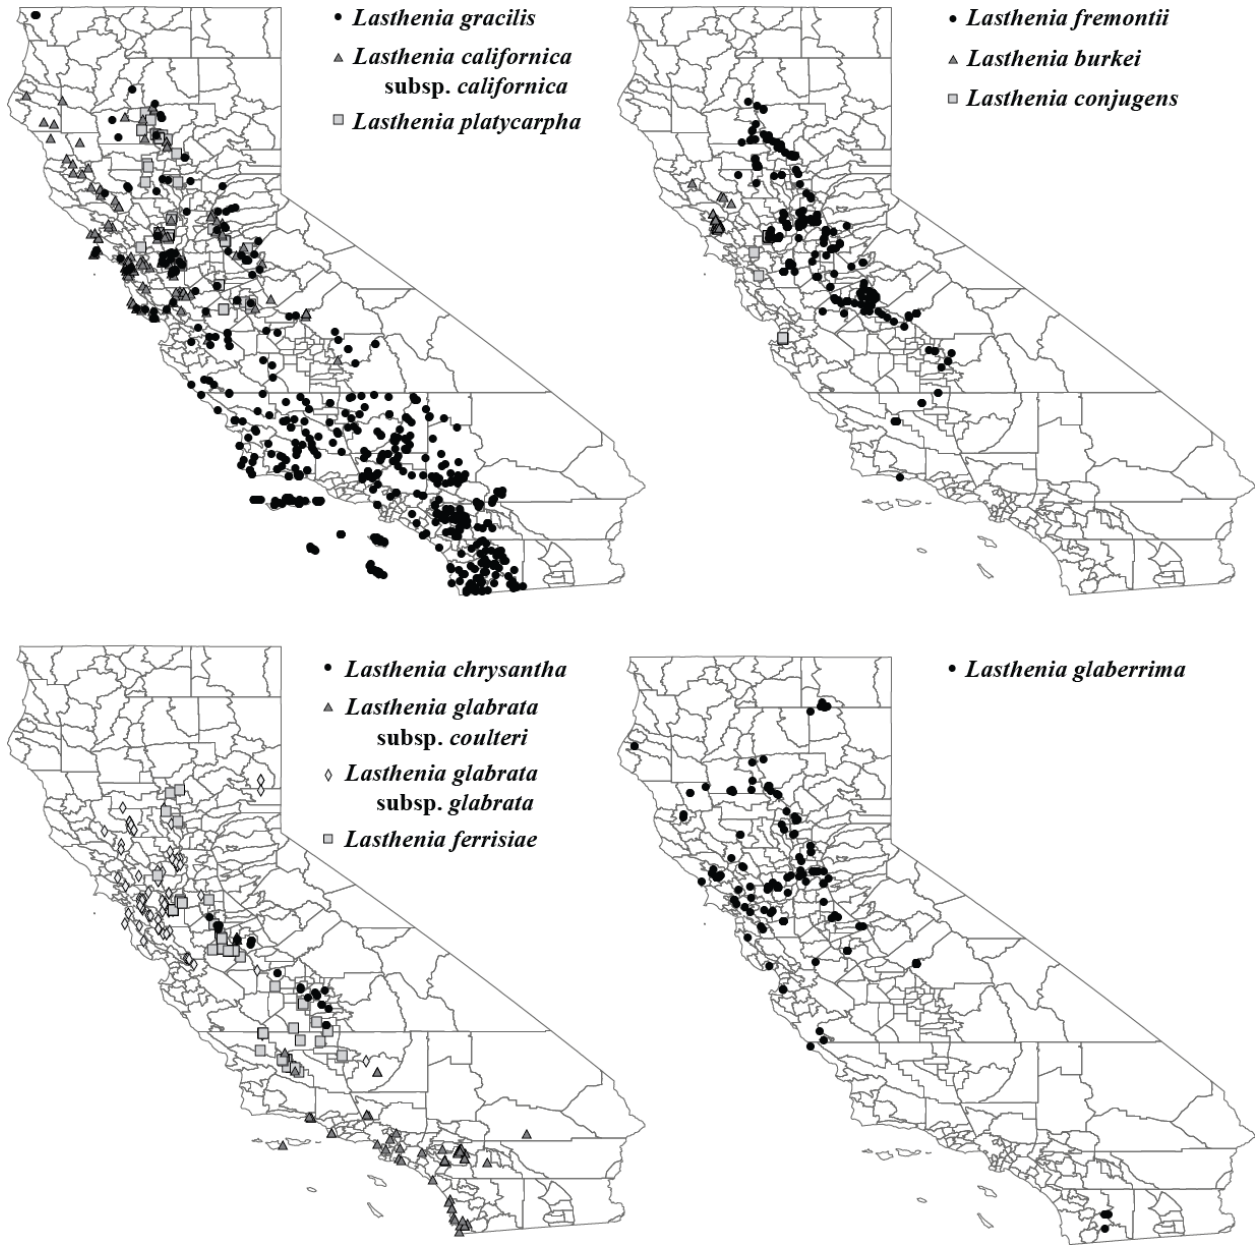 Lasthenia gracilis
Lasthenia californica
subsp. californica
Lasthenia platycarpha
Lasthenia fremontii
Lasthenia burkei
Lasthenia conjugens
Lasthenia chrysantha
Lasthenia glabrata
subsp. coulteri
Lasthenia glabrata
subsp. glabrata
Lasthenia ferrisiae
Lasthenia glaberrima